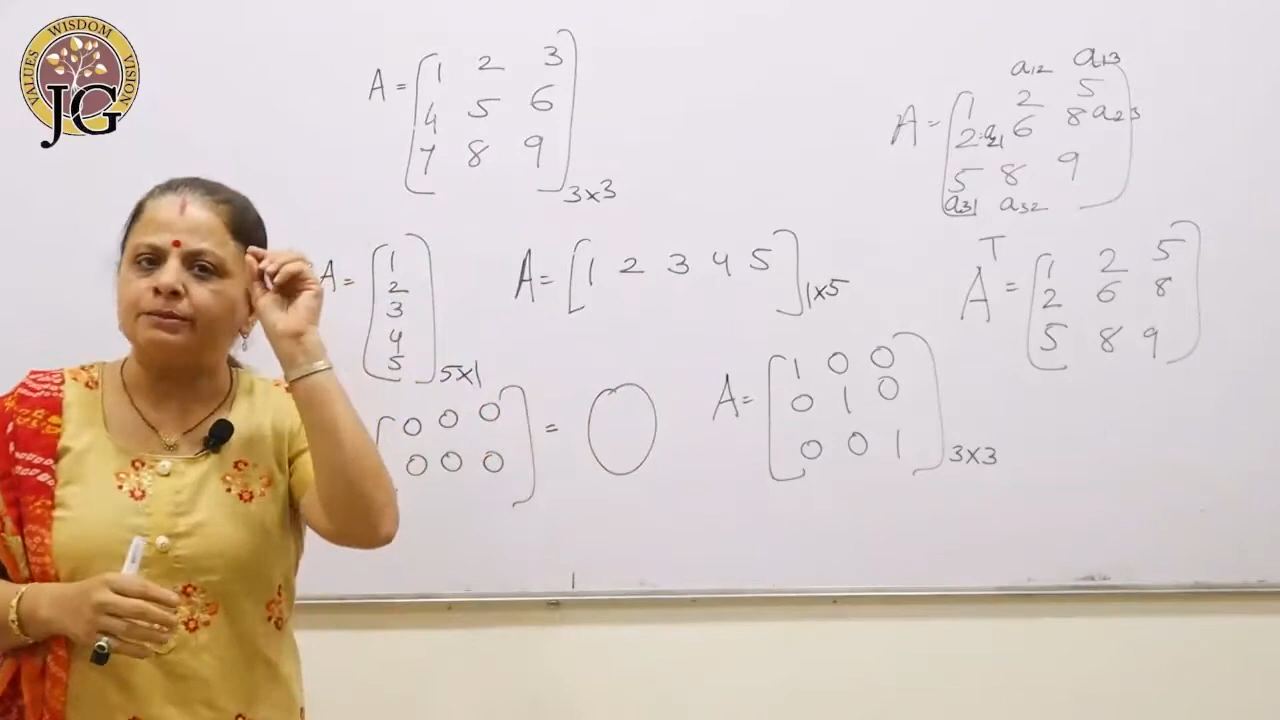 VALUES WISDOM VISION
JG
A = [1 2 3
4 5 6
7 8 9] 3x3
a12 a13
A = [1 2 5
2=a21 6 8 a23
5 8 9]
a31 a32
A = [1
2
3
4
5] 5x1
A = [1 2 3 4 5] 1x5
A^T = [1 2 5
2 6 8
5 8 9]
[0 0 0
0 0 0] = O
A = [1 0 0
0 1 0
0 0 1] 3x3